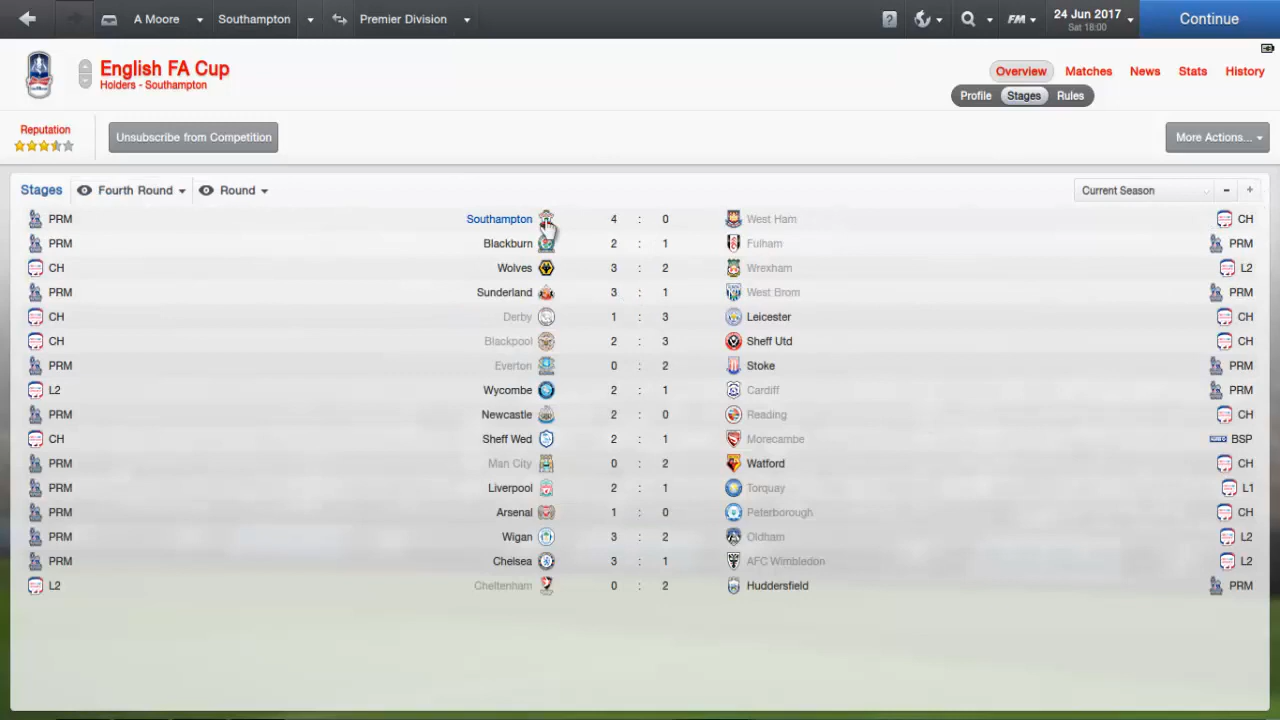 A Moore Southampton Premier Division ? FM 24 Jun 2017 Continue
Sat 18:00
English FA Cup
Holders - Southampton
Overview Matches News Stats History
Profile Stages Rules
Reputation
Unsubscribe from Competition More Actions...
Stages Fourth Round Round Current Season - +
PRM Southampton 4 : 0 West Ham CH
PRM Blackburn 2 : 1 Fulham PRM
CH Wolves 3 : 2 Wrexham L2
PRM Sunderland 3 : 1 West Brom PRM
CH Derby 1 : 3 Leicester CH
CH Blackpool 2 : 3 Sheff Utd CH
PRM Everton 0 : 2 Stoke PRM
L2 Wycombe 2 : 1 Cardiff PRM
PRM Newcastle 2 : 0 Reading CH
CH Sheff Wed 2 : 1 Morecambe BSP
PRM Man City 0 : 2 Watford CH
PRM Liverpool 2 : 1 Torquay L1
PRM Arsenal 1 : 0 Peterborough CH
PRM Wigan 3 : 2 Oldham L2
PRM Chelsea 3 : 1 AFC Wimbledon L2
L2 Cheltenham 0 : 2 Huddersfield PRM